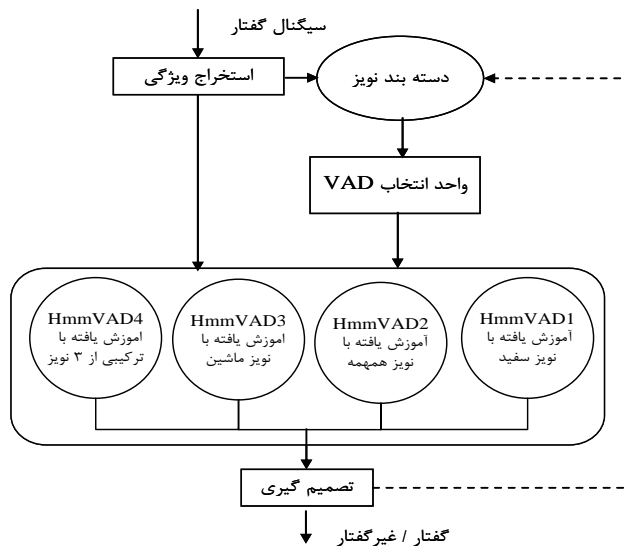 سیگنال گفتار
استخراج ویژگی
دسته بند نویز
واحد انتخاب VAD
HmmVAD1
آموزش یافته با
نویز سفید
HmmVAD2
آموزش یافته با
نویز همهمه
HmmVAD3
اموزش یافته با
نویز ماشین
HmmVAD4
اموزش یافته با
ترکیبی از ۳ نویز
تصمیم گیری
گفتار / غیرگفتار